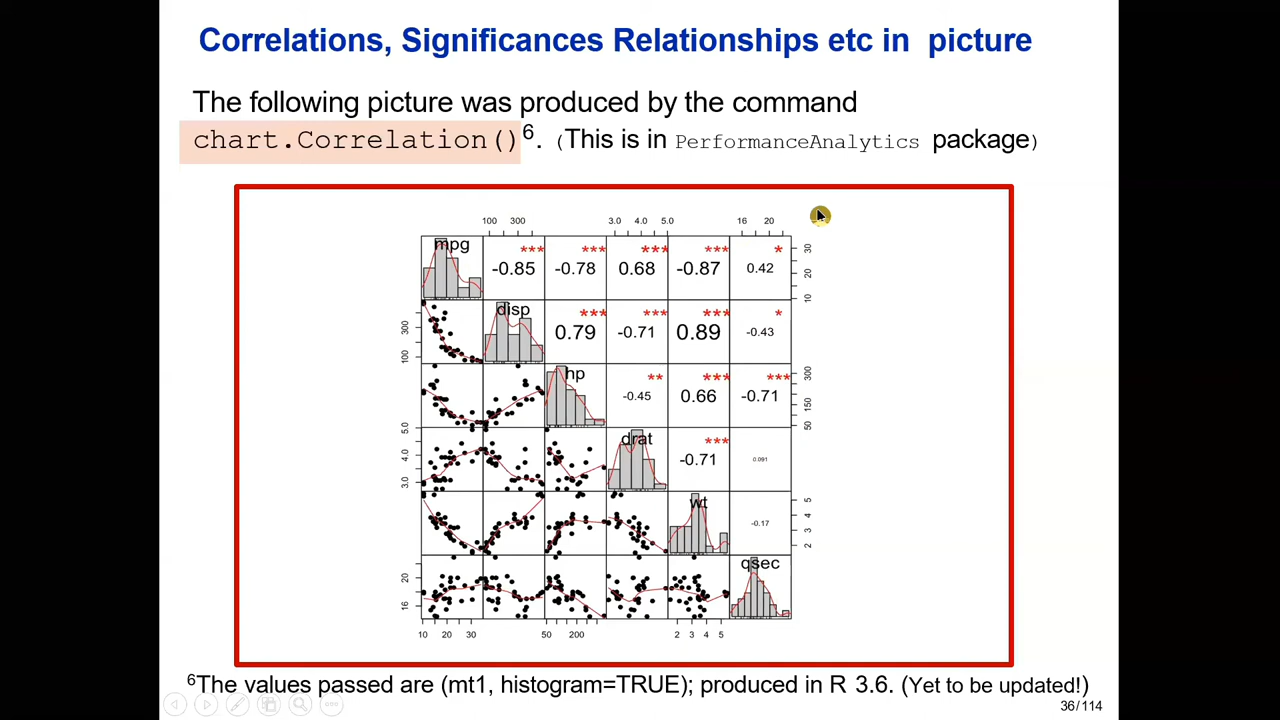 Correlations, Significances Relationships etc in picture
The following picture was produced by the command
chart.Correlation()6. (This is in PerformanceAnalytics package)
100 300 3.0 4.0 5.0 16 20
mpg -0.85 *** -0.78 *** 0.68 *** -0.87 *** 0.42 * 10 20 30
100 300 disp 0.79 *** -0.71 *** 0.89 *** -0.43 *
hp -0.45 ** 0.66 *** -0.71 *** 50 150 300
3.0 4.0 5.0 drat -0.71 *** 0.091
wt -0.17 2 3 4 5
16 20 qsec
10 20 30 50 200 2 3 4 5
6The values passed are (mt1, histogram=TRUE); produced in R 3.6. (Yet to be updated!)
36/114